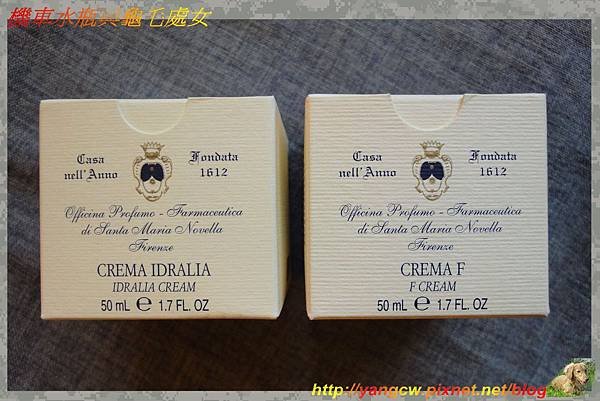 機車水瓶與龜毛處女
Casa nell'Anno
Fondata 1612
Officina Profumo - Farmaceutica
di Santa Maria Novella
Firenze
CREMA IDRALIA
IDRALIA CREAM
50 mL e 1.7 FL. OZ
Casa nell'Anno
Fondata 1612
Officina Profumo - Farmaceutica
di Santa Maria Novella
Firenze
CREMA F
F CREAM
50 mL e 1.7 FL. OZ
http://yangcw.pixnet.net/blog